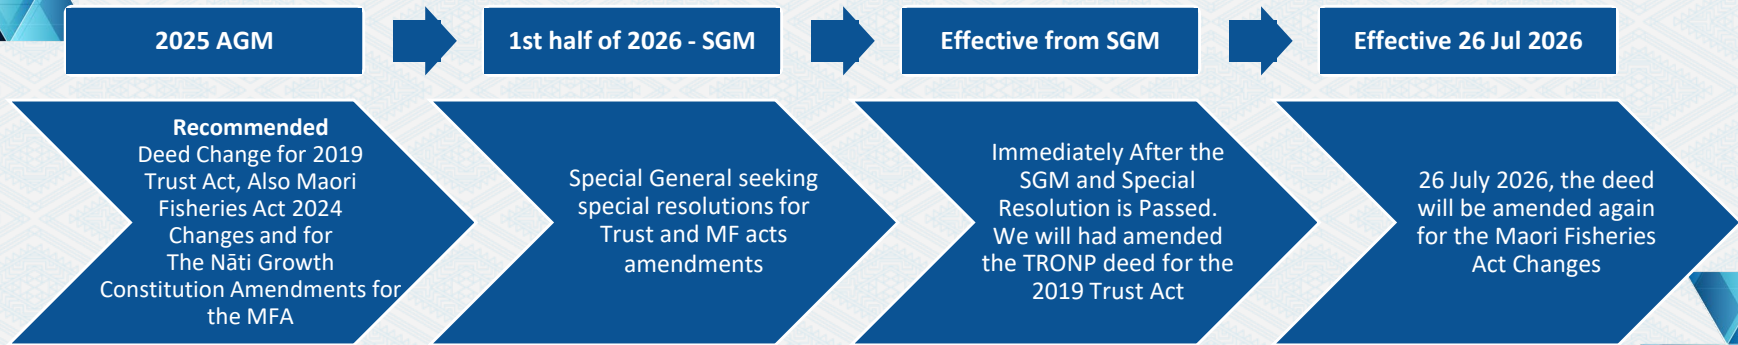 2025 AGM
1st half of 2026 - SGM
Effective from SGM
Effective 26 Jul 2026
Recommended
Deed Change for 2019
Trust Act, Also Maori
Fisheries Act 2024
Changes and for
The Nāti Growth
Constitution Amendments for
the MFA
Special General seeking
special resolutions for
Trust and MF acts
amendments
Immediately After the
SGM and Special
Resolution is Passed.
We will had amended
the TRONP deed for the
2019 Trust Act
26 July 2026, the deed
will be amended again
for the Maori Fisheries
Act Changes